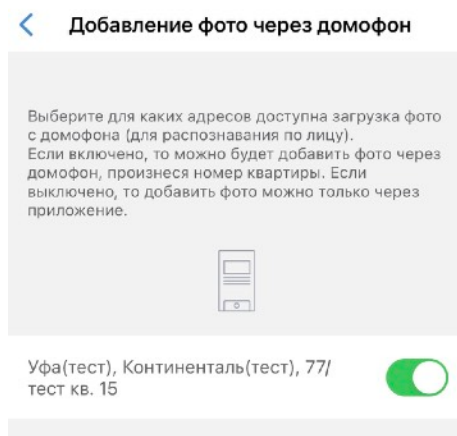 Добавление фото через домофон
Выберите для каких адресов доступна загрузка фото
с домофона (для распознавания по лицу).
Если включено, то можно будет добавить фото через
домофон, произнеся номер квартиры. Если
выключено, то добавить фото можно только через
приложение.
Уфа(тест), Континенталь(тест), 77/
тест кв. 15